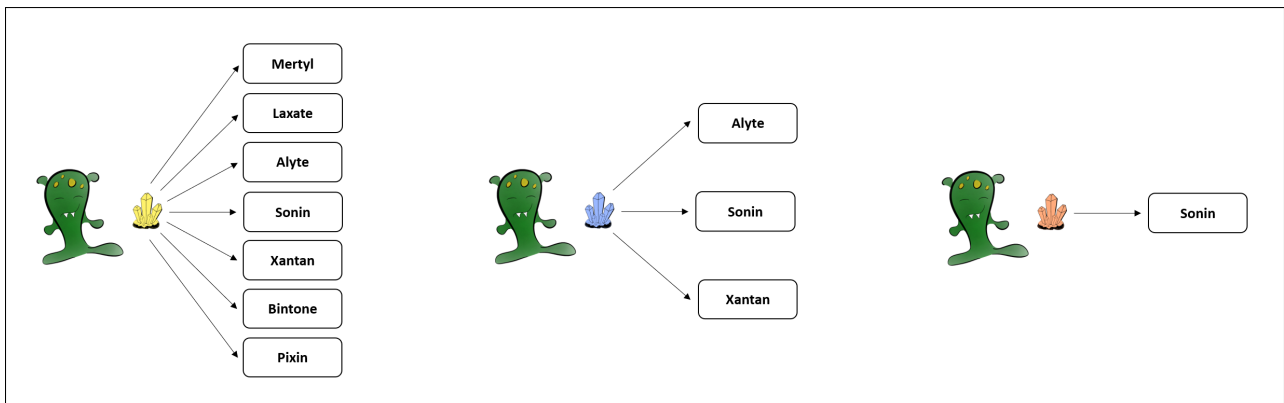 Mertyl
Laxate
Alyte
Sonin
Xantan
Bintone
Pixin
Alyte
Sonin
Xantan
Sonin